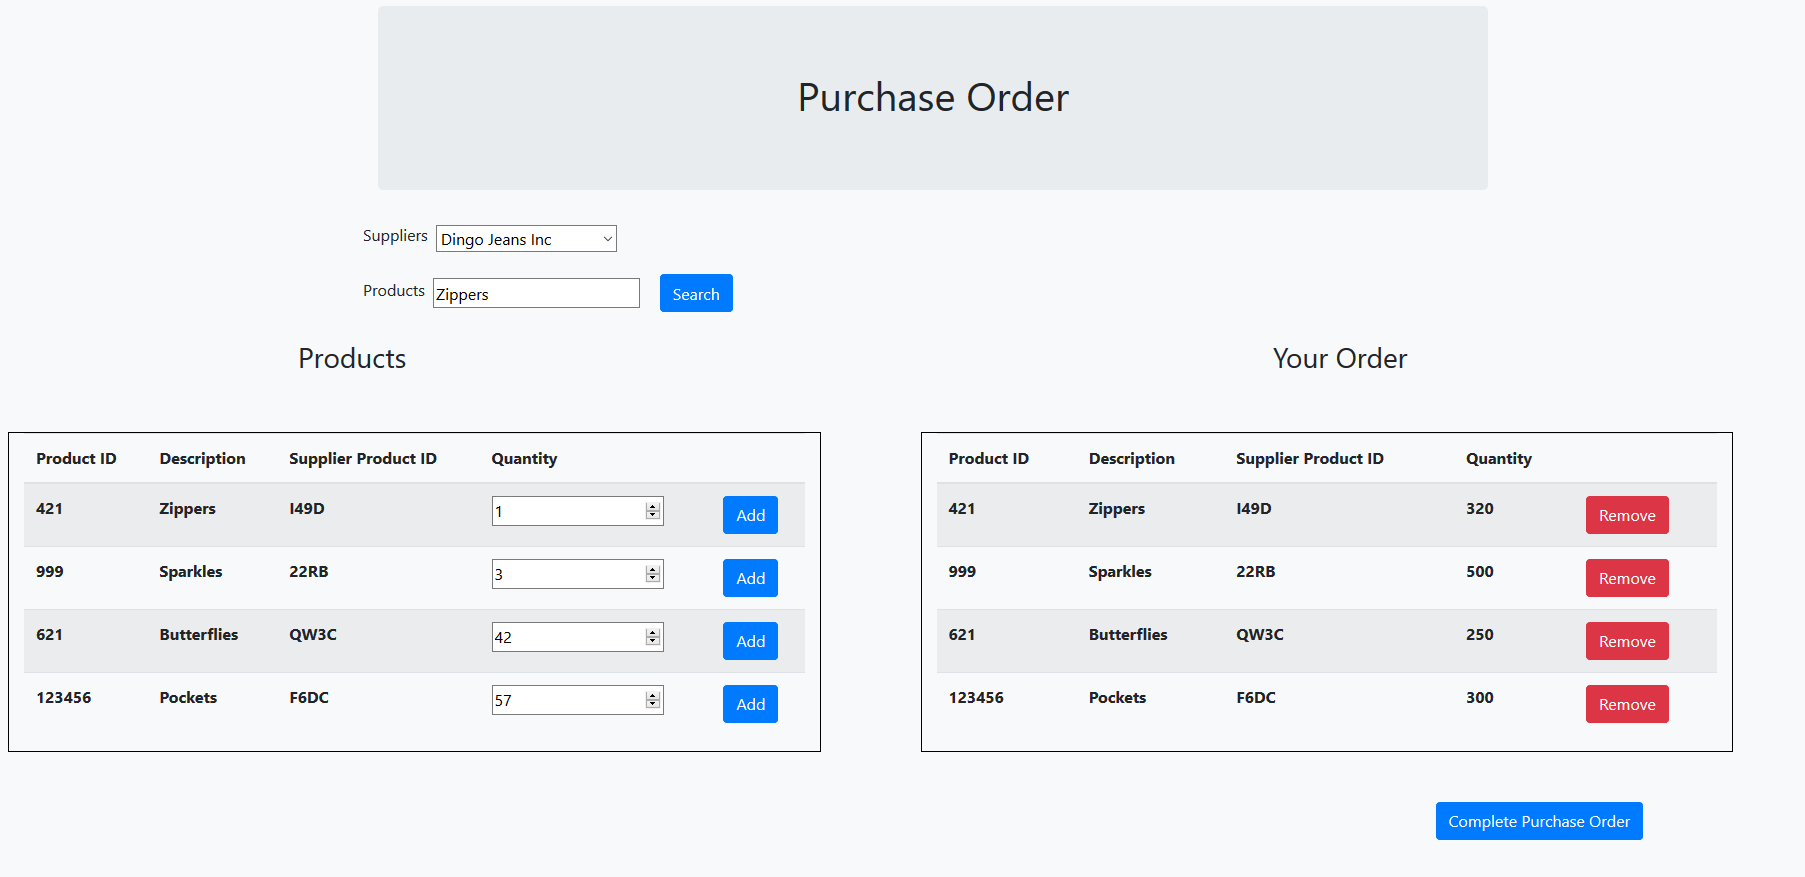 Purchase Order
Suppliers Dingo Jeans Inc
Products Zippers Search
Products
Product ID Description Supplier Product ID Quantity
421 Zippers I49D 1 Add
999 Sparkles 22RB 3 Add
621 Butterflies QW3C 42 Add
123456 Pockets F6DC 57 Add
Your Order
Product ID Description Supplier Product ID Quantity
421 Zippers I49D 320 Remove
999 Sparkles 22RB 500 Remove
621 Butterflies QW3C 250 Remove
123456 Pockets F6DC 300 Remove
Complete Purchase Order